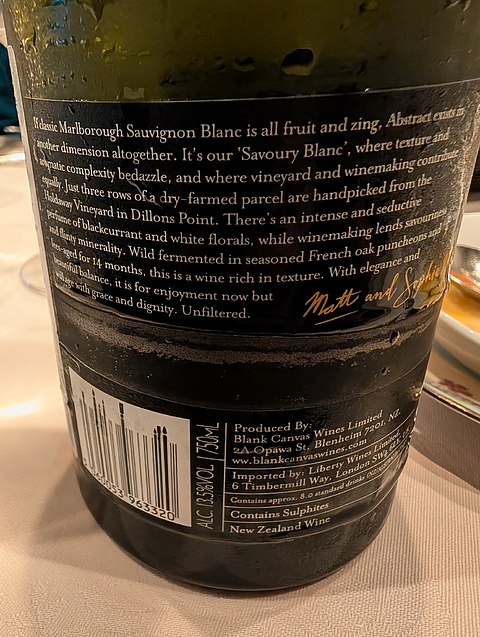 If classic Marlborough Sauvignon Blanc is all fruit and zing, Abstract exists in
another dimension altogether. It's our 'Savoury Blanc', where texture and
aromatic complexity bedazzle, and where vineyard and winemaking contribute
equally. Just three rows of a dry-farmed parcel are handpicked from the
Holdaway Vineyard in Dillons Point. There's an intense and seductive
perfume of blackcurrant and white florals, while winemaking lends savouriness
and flinty minerality. Wild fermented in seasoned French oak puncheons and
lees-aged for 14 months, this is a wine rich in texture. With elegance and
beautiful balance, it is for enjoyment now but
will age with grace and dignity. Unfiltered.
Matt and Sophie
963320
ALC. 13.5%VOL | 750ML
Produced By:
Blank Canvas Wines Limited
2A Opawa St, Blenheim 7201, NZ.
www.blankcanvaswines.com
Imported by: Liberty Wines Limited,
6 Timbermill Way, London SW4
Contains approx. 8.0 standard drinks
Contains Sulphites
New Zealand Wine